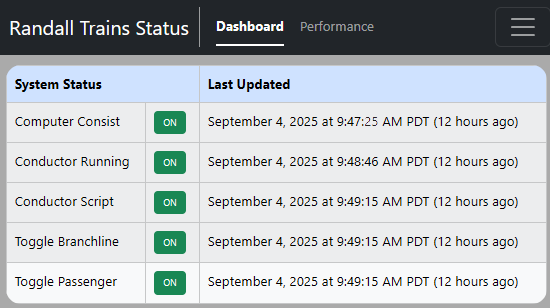 Randall Trains Status Dashboard Performance
System Status Last Updated
Computer Consist ON September 4, 2025 at 9:47:25 AM PDT (12 hours ago)
Conductor Running ON September 4, 2025 at 9:48:46 AM PDT (12 hours ago)
Conductor Script ON September 4, 2025 at 9:49:15 AM PDT (12 hours ago)
Toggle Branchline ON September 4, 2025 at 9:49:15 AM PDT (12 hours ago)
Toggle Passenger ON September 4, 2025 at 9:49:15 AM PDT (12 hours ago)